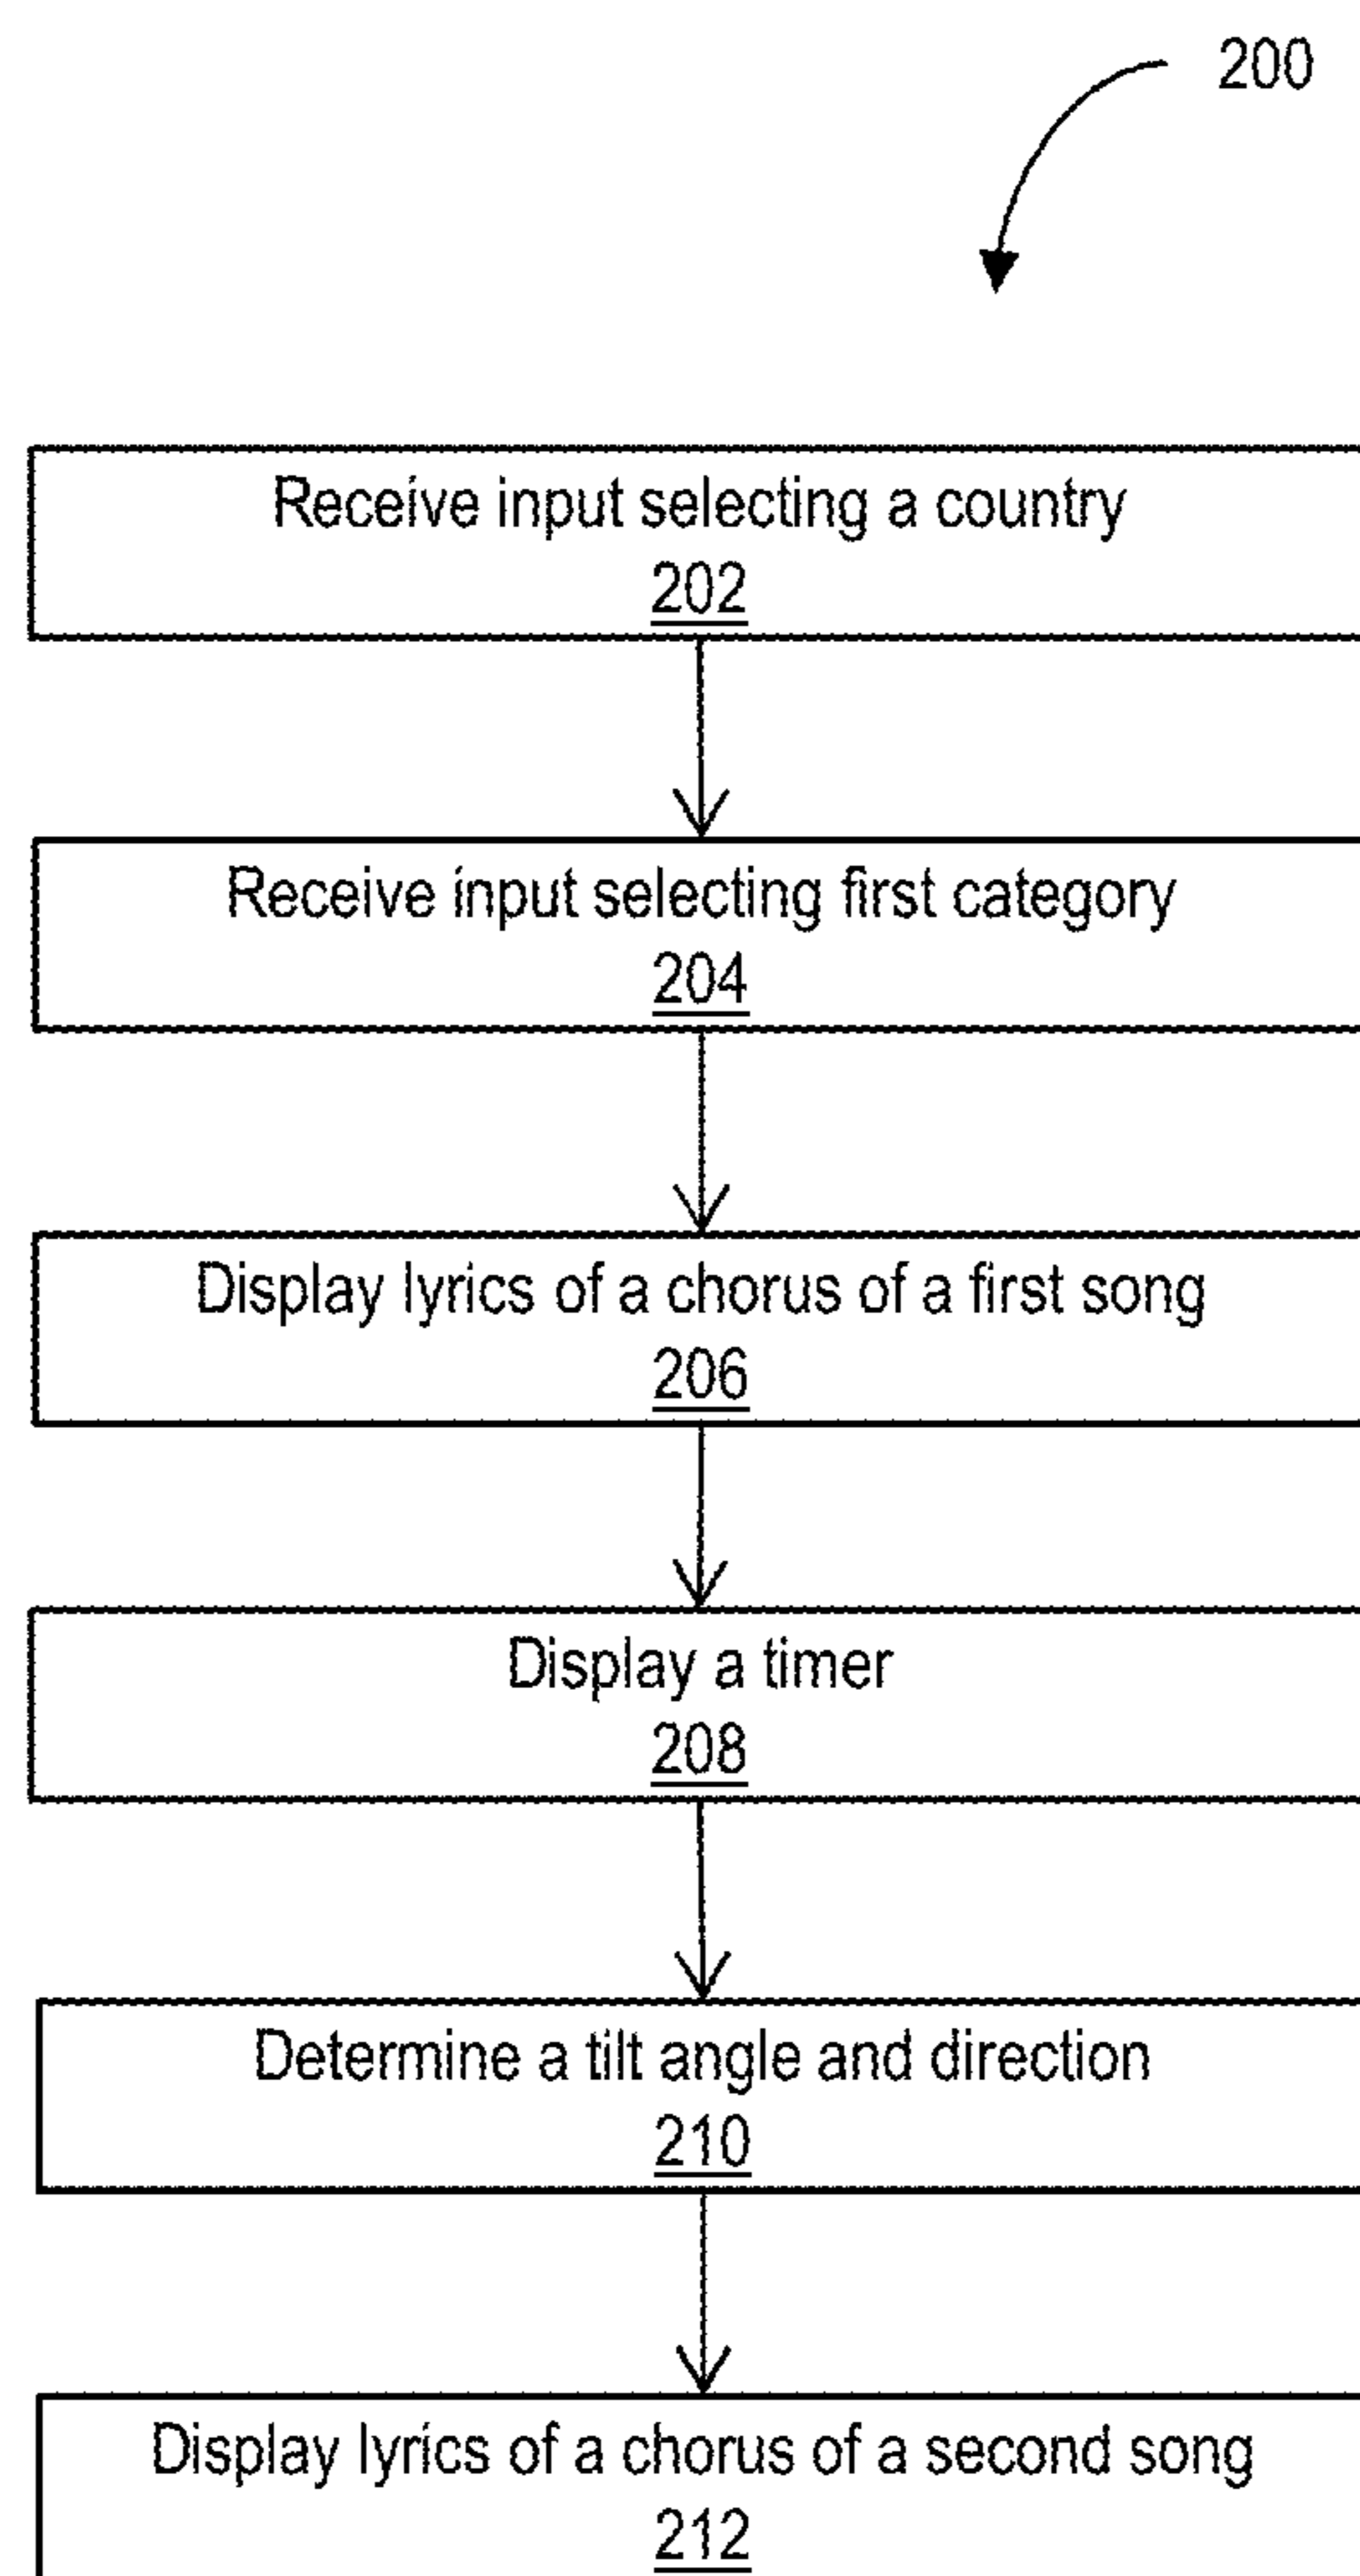 200
Receive input selecting a country
202
Receive input selecting first category
204
Display lyrics of a chorus of a first song
206
Display a timer
208
Determine a tilt angle and direction
210
Display lyrics of a chorus of a second song
212